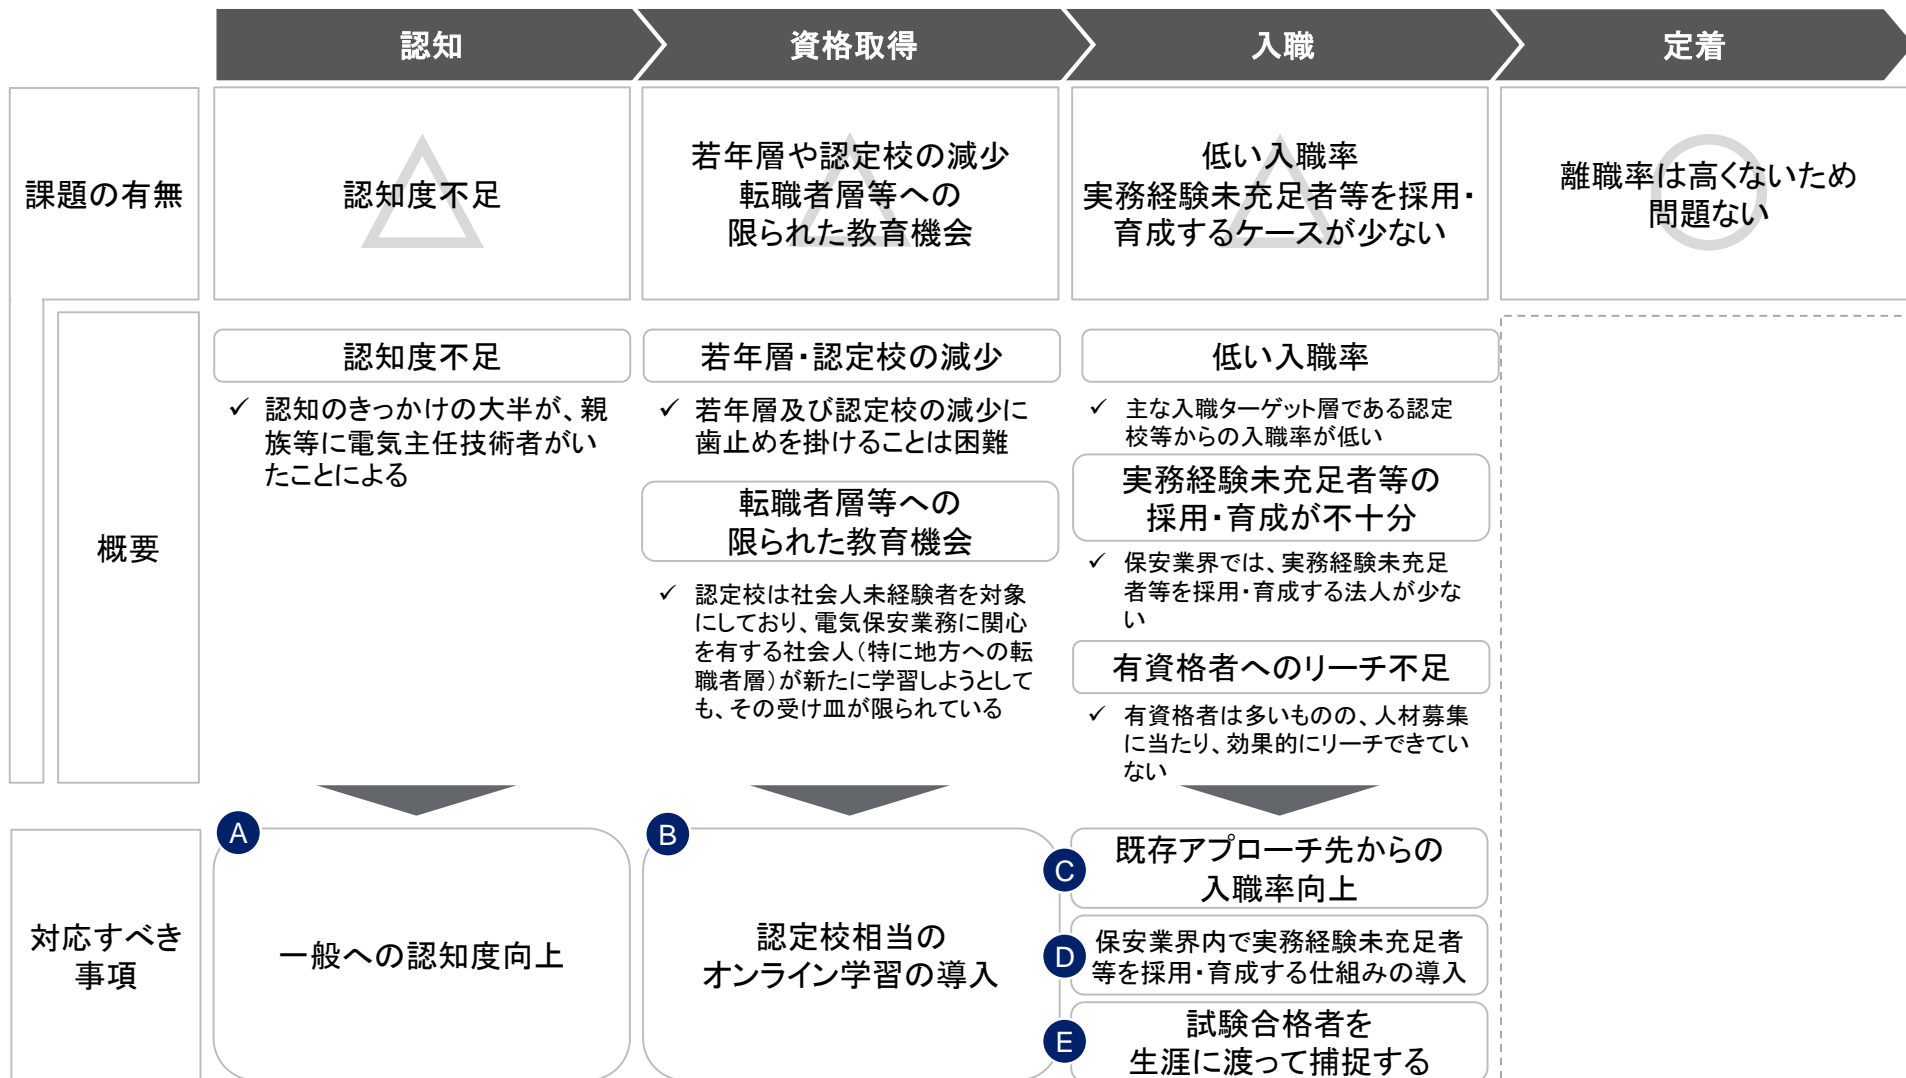 認知
資格取得
入職
定着
課題の有無
認知度不足
若年層や認定校の減少
転職者層等への
限られた教育機会
低い入職率
実務経験未充足者等を採用・
育成するケースが少ない
離職率は高くないため
問題ない
概要
認知度不足
✓ 認知のきっかけの大半が、親
族等に電気主任技術者がい
たことによる
若年層・認定校の減少
✓ 若年層及び認定校の減少に
歯止めを掛けることは困難
転職者層等への
限られた教育機会
✓ 認定校は社会人未経験者を対象
にしており、電気保安業務に関心
を有する社会人(特に地方への転
職者層)が新たに学習しようとして
も、その受け皿が限られている
低い入職率
✓ 主な入職ターゲット層である認定
校等からの入職率が低い
実務経験未充足者等の
採用・育成が不十分
✓ 保安業界では、実務経験未充足
者等を採用・育成する法人が少な
い
有資格者へのリーチ不足
✓ 有資格者は多いものの、人材募集
に当たり、効果的にリーチできてい
ない
対応すべき
事項
A
一般への認知度向上
B
認定校相当の
オンライン学習の導入
C
既存アプローチ先からの
入職率向上
D
保安業界内で実務経験未充足者
等を採用・育成する仕組みの導入
E
試験合格者を
生涯に渡って捕捉する